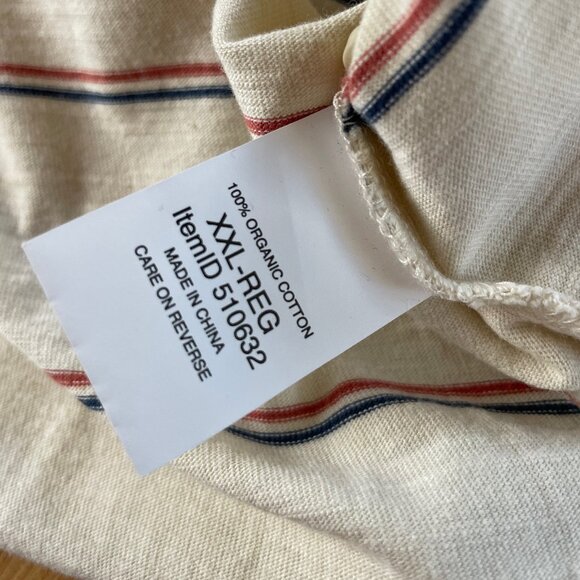 100% ORGANIC COTTON
XXL-REG
ItemID 510632
MADE IN CHINA
CARE ON REVERSE